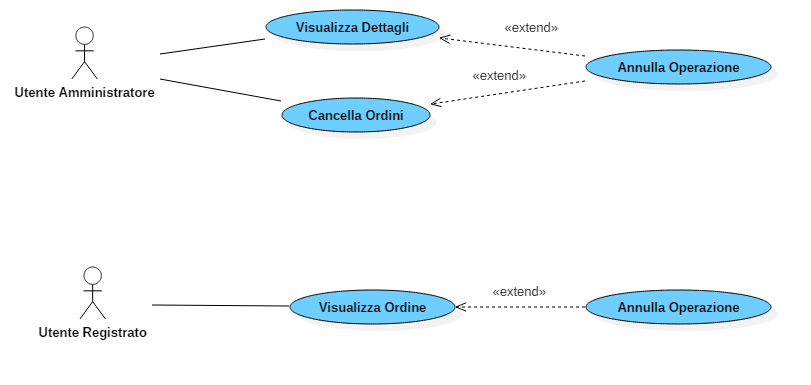 Visualizza Dettagli
«extend»
Annulla Operazione
«extend»
Utente Amministratore
Cancella Ordini
«extend»
Visualizza Ordine
Annulla Operazione
Utente Registrato